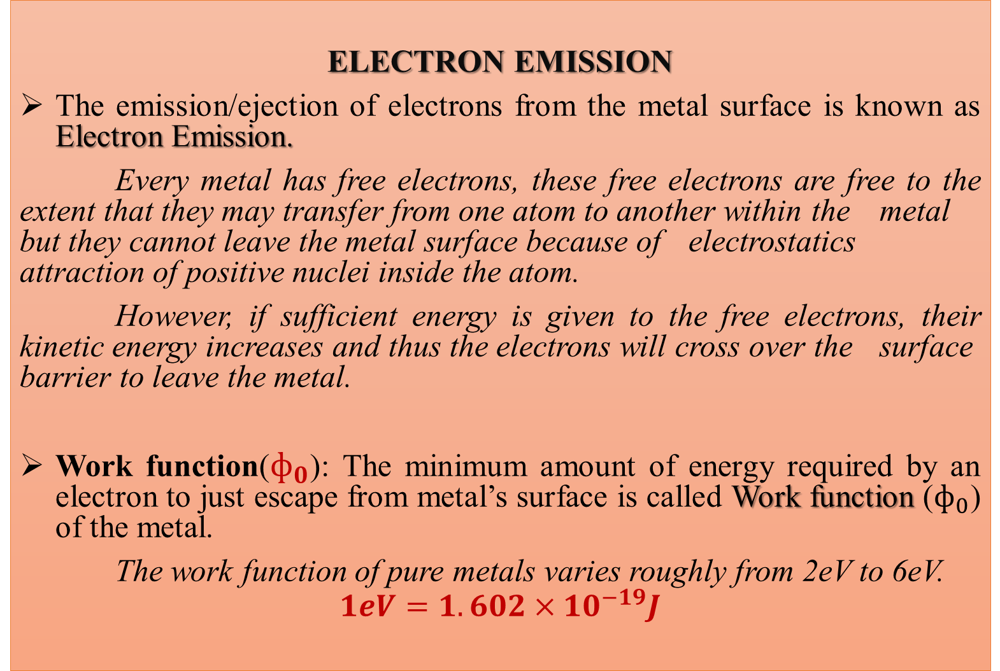 ELECTRON EMISSION
➢ The emission/ejection of electrons from the metal surface is known as
Electron Emission.
Every metal has free electrons, these free electrons are free to the
extent that they may transfer from one atom to another within the metal
but they cannot leave the metal surface because of electrostatics
attraction of positive nuclei inside the atom.
However, if sufficient energy is given to the free electrons, their
kinetic energy increases and thus the electrons will cross over the surface
barrier to leave the metal.
➢ Work function(ϕ₀): The minimum amount of energy required by an
electron to just escape from metal’s surface is called Work function (ϕ₀)
of the metal.
The work function of pure metals varies roughly from 2eV to 6eV.
1eV = 1.602 × 10⁻¹⁹J